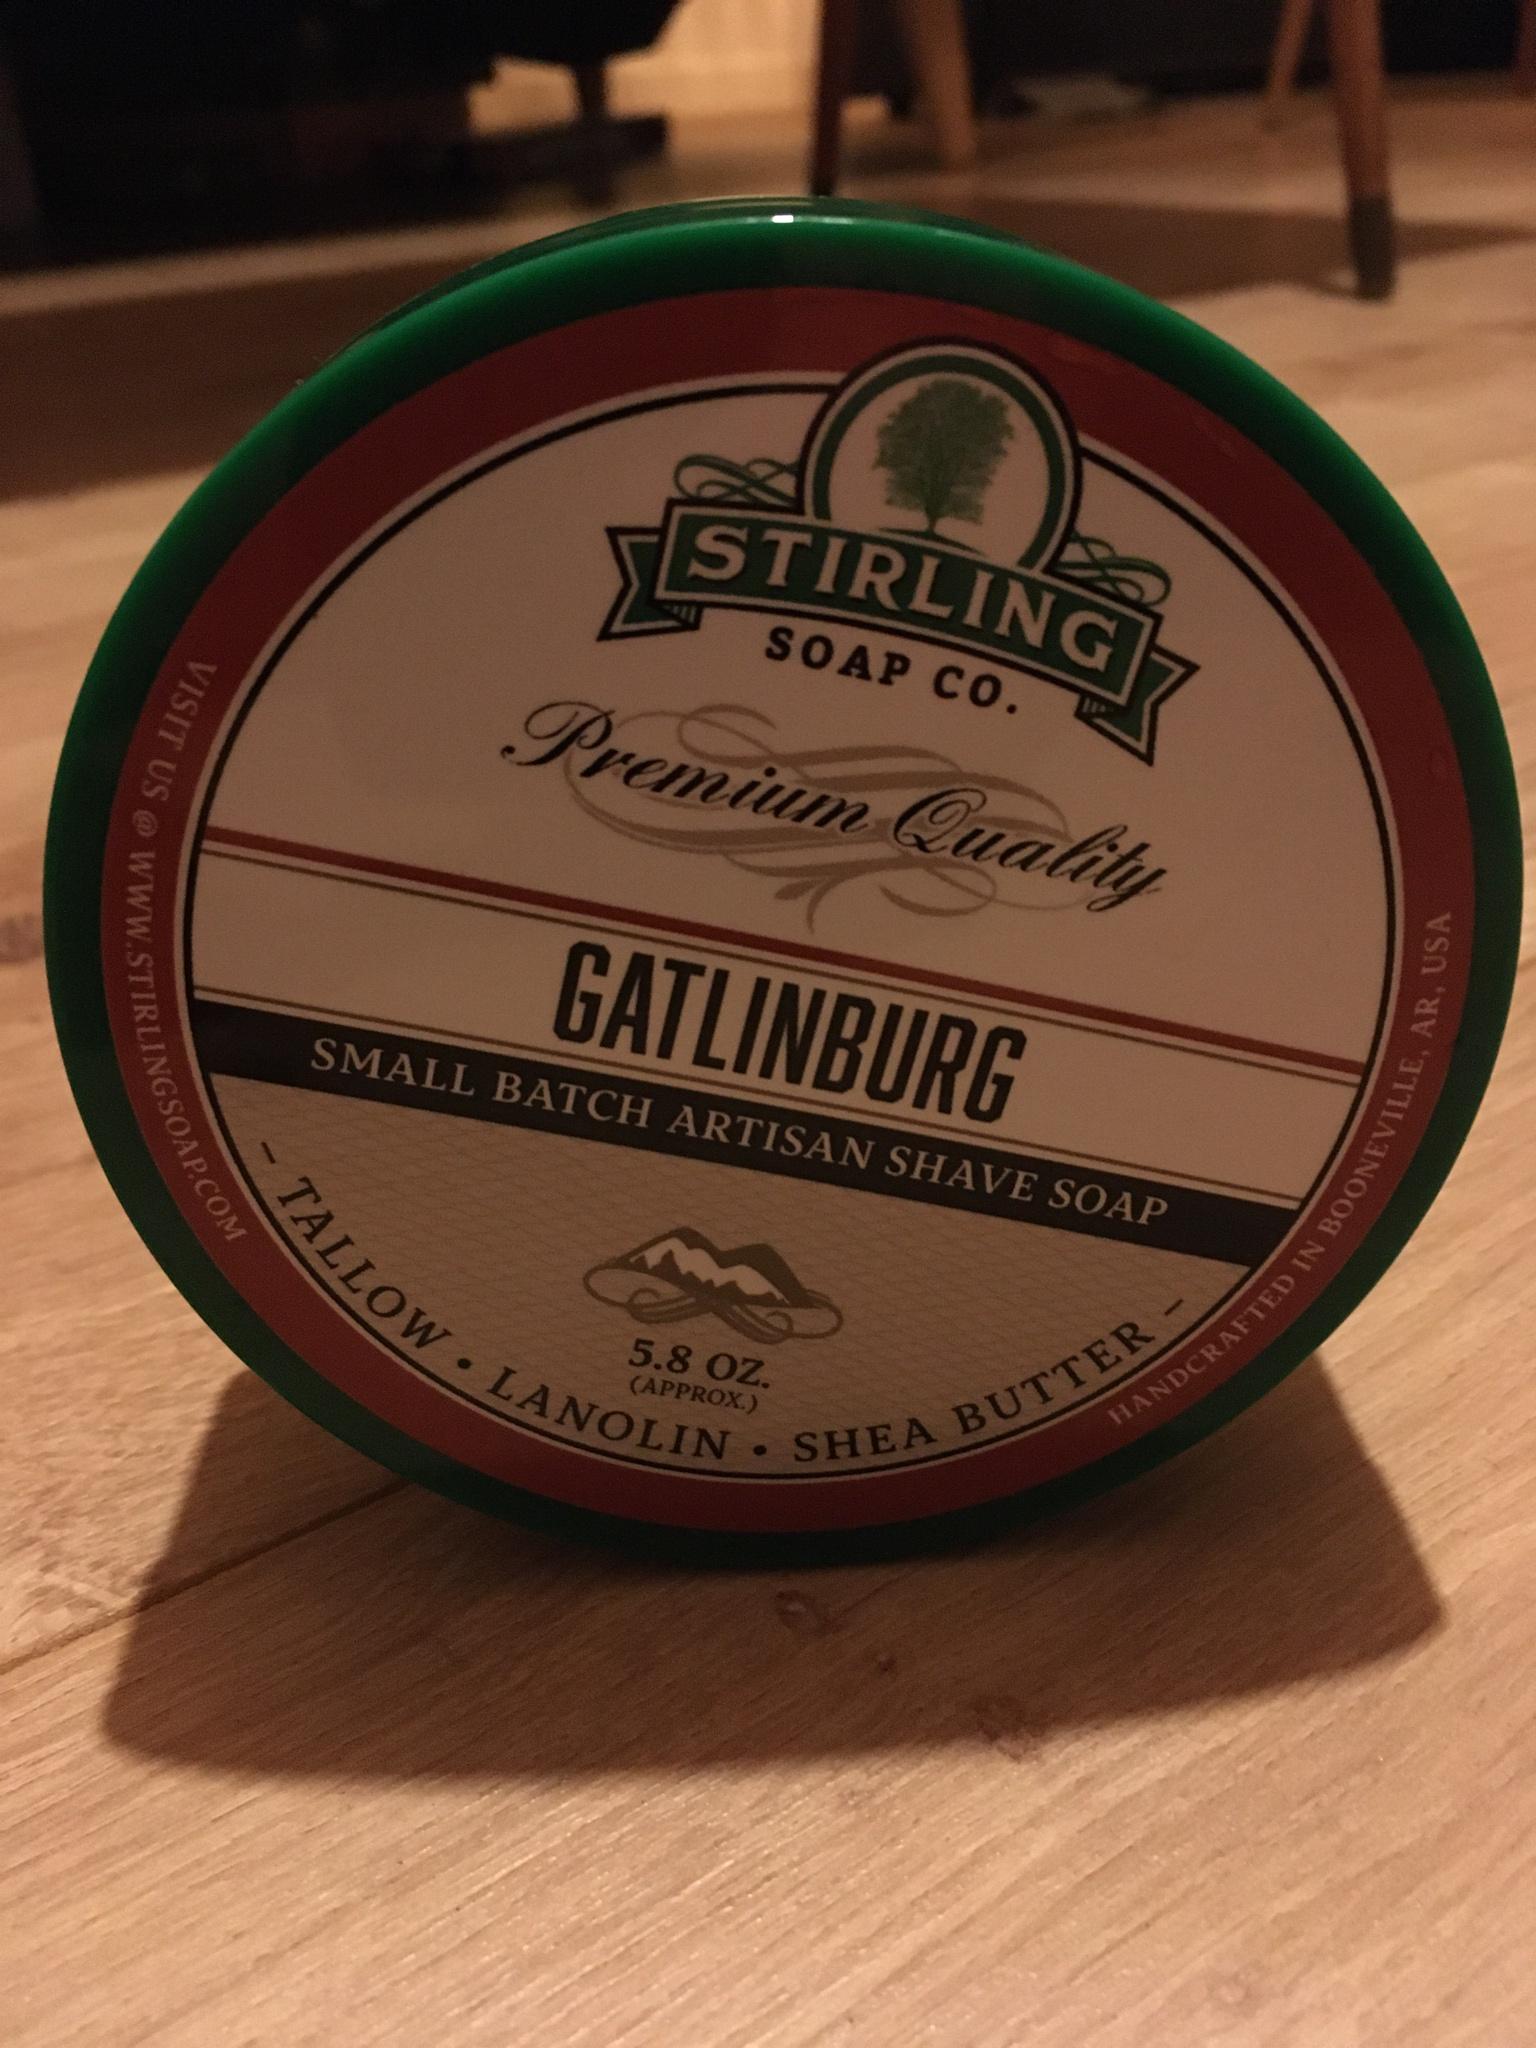 STIRLING
SOAP CO.
Premium Quality
GATLINBURG
SMALL BATCH ARTISAN SHAVE SOAP
5.8 OZ.
(APPROX.)
- TALLOW • LANOLIN • SHEA BUTTER -
VISIT US @ WWW.STIRLINGSOAP.COM
HANDCRAFTED IN BOONEVILLE, AR, USA